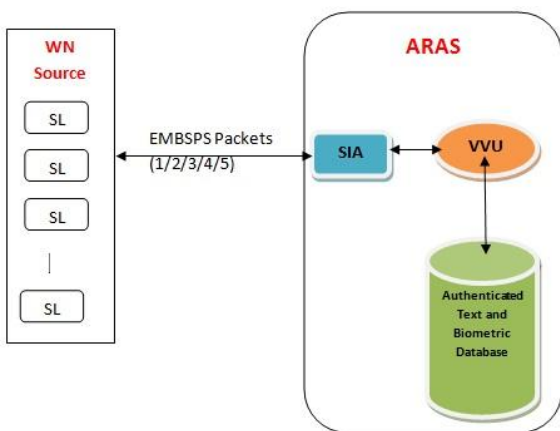 WN
Source
SL
SL
SL
SL
EMBSPS Packets
(1/2/3/4/5)
ARAS
SIA
VVU
Authenticated
Text and
Biometric
Database